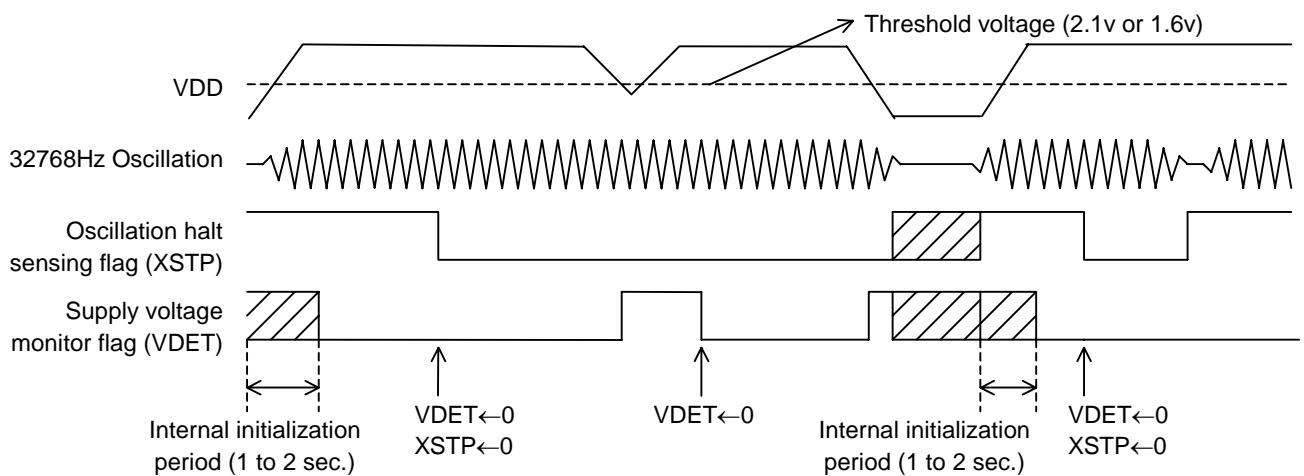 Threshold voltage (2.1v or 1.6v)
VDD
32768Hz Oscillation
Oscillation halt
sensing flag (XSTP)
Supply voltage
monitor flag (VDET)
Internal initialization
period (1 to 2 sec.)
VDET←0
XSTP←0
VDET←0
Internal initialization
period (1 to 2 sec.)
VDET←0
XSTP←0